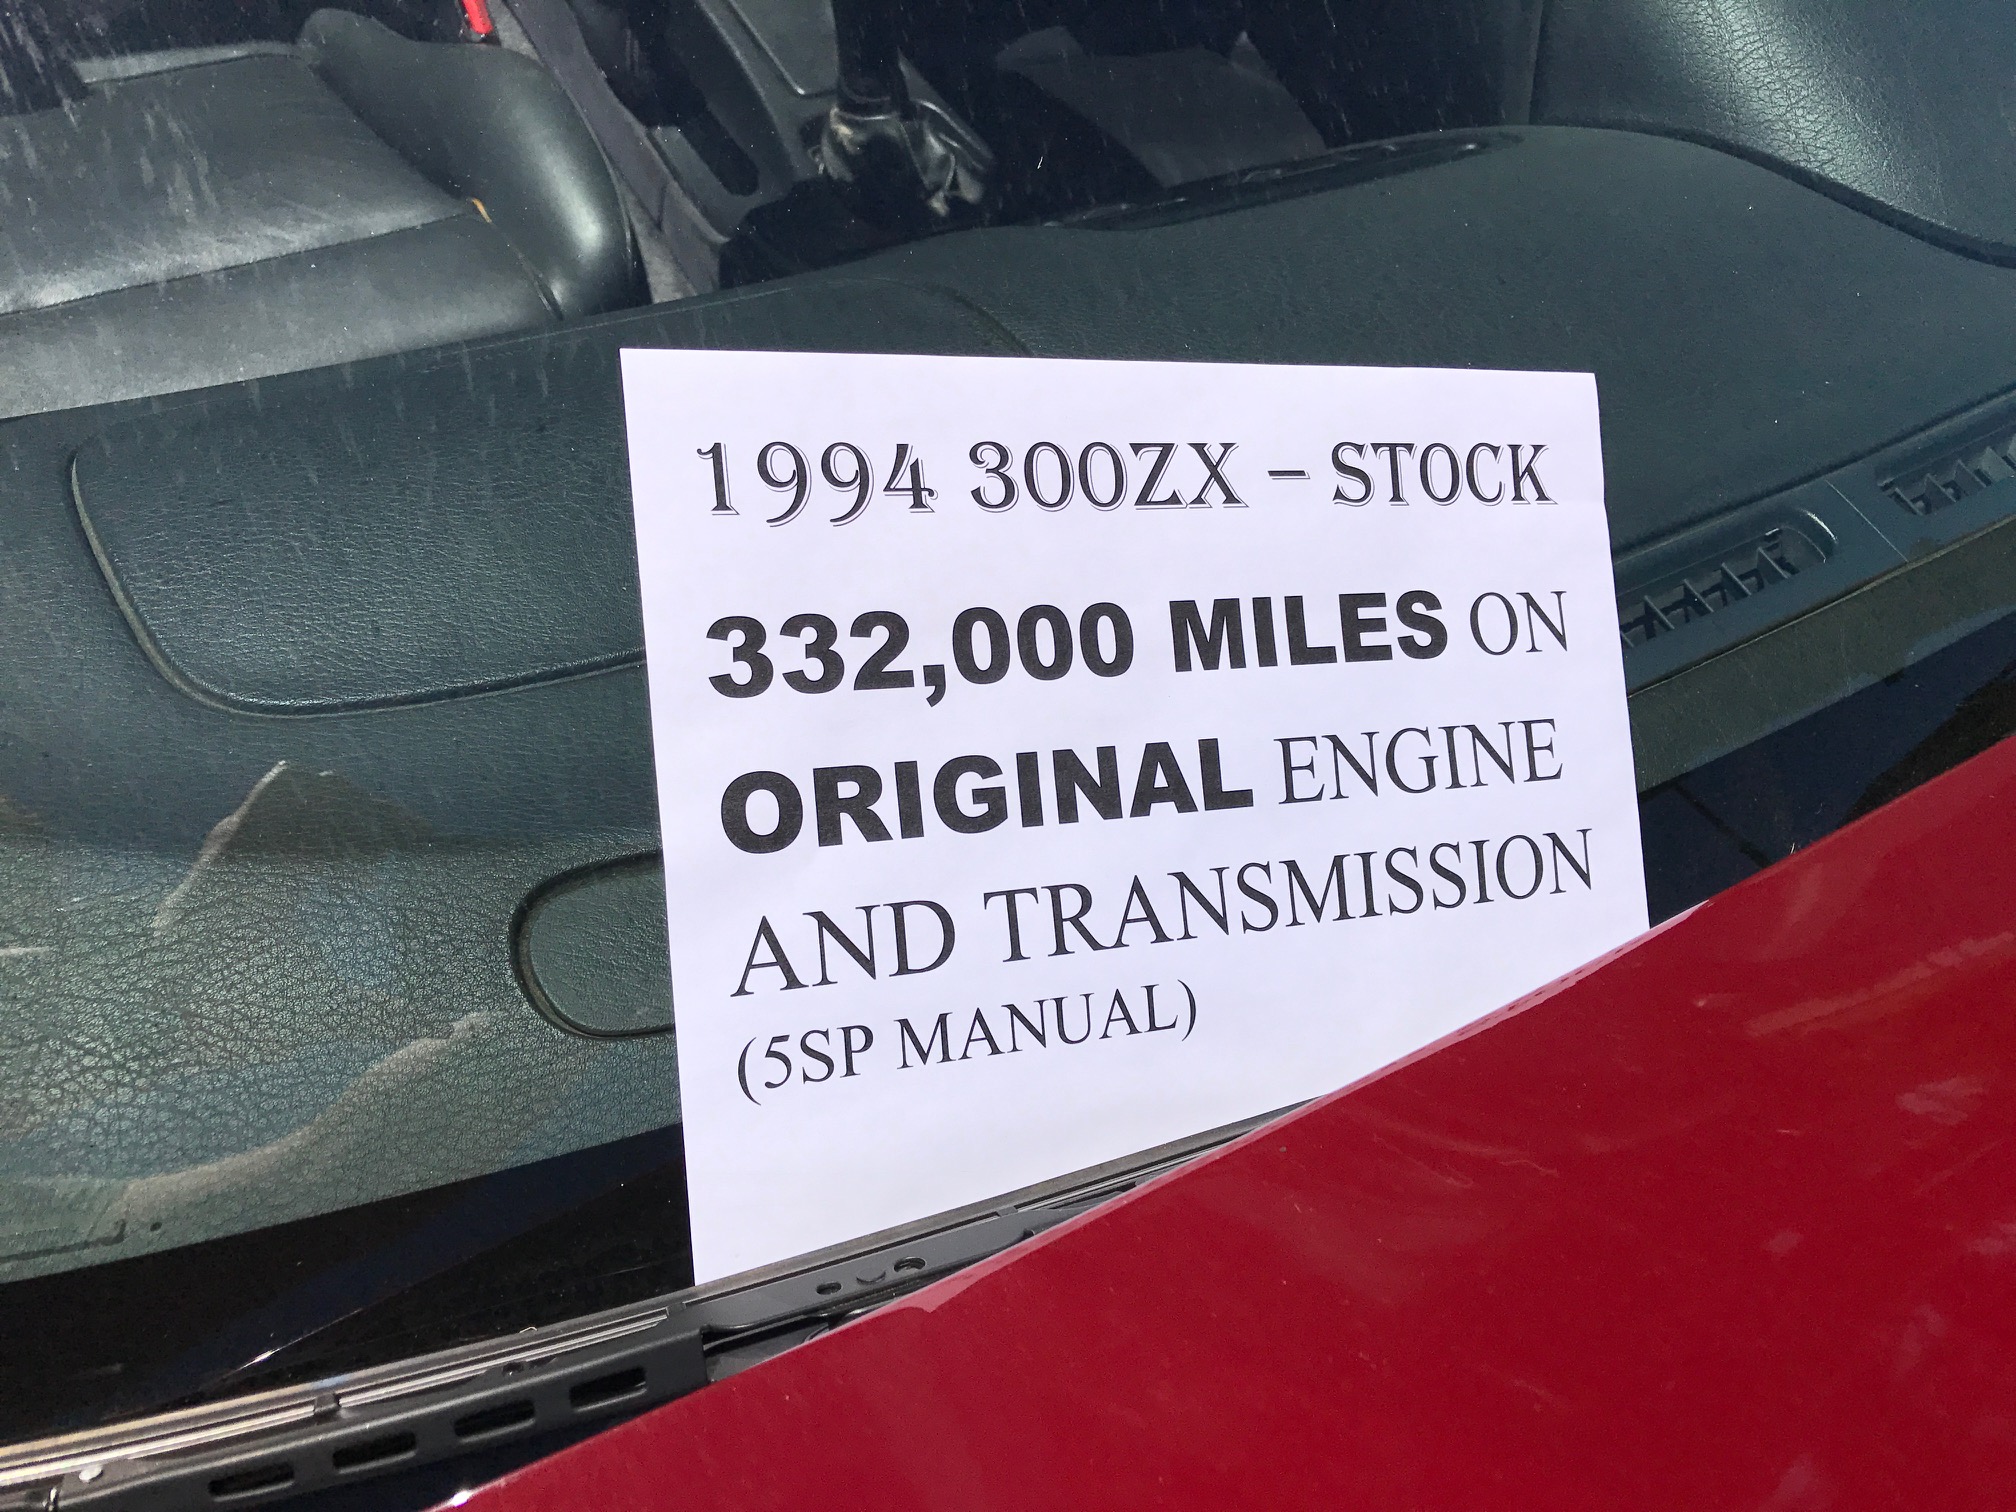 1994 300ZX – STOCK
332,000 MILES ON
ORIGINAL ENGINE
AND TRANSMISSION
(5SP MANUAL)